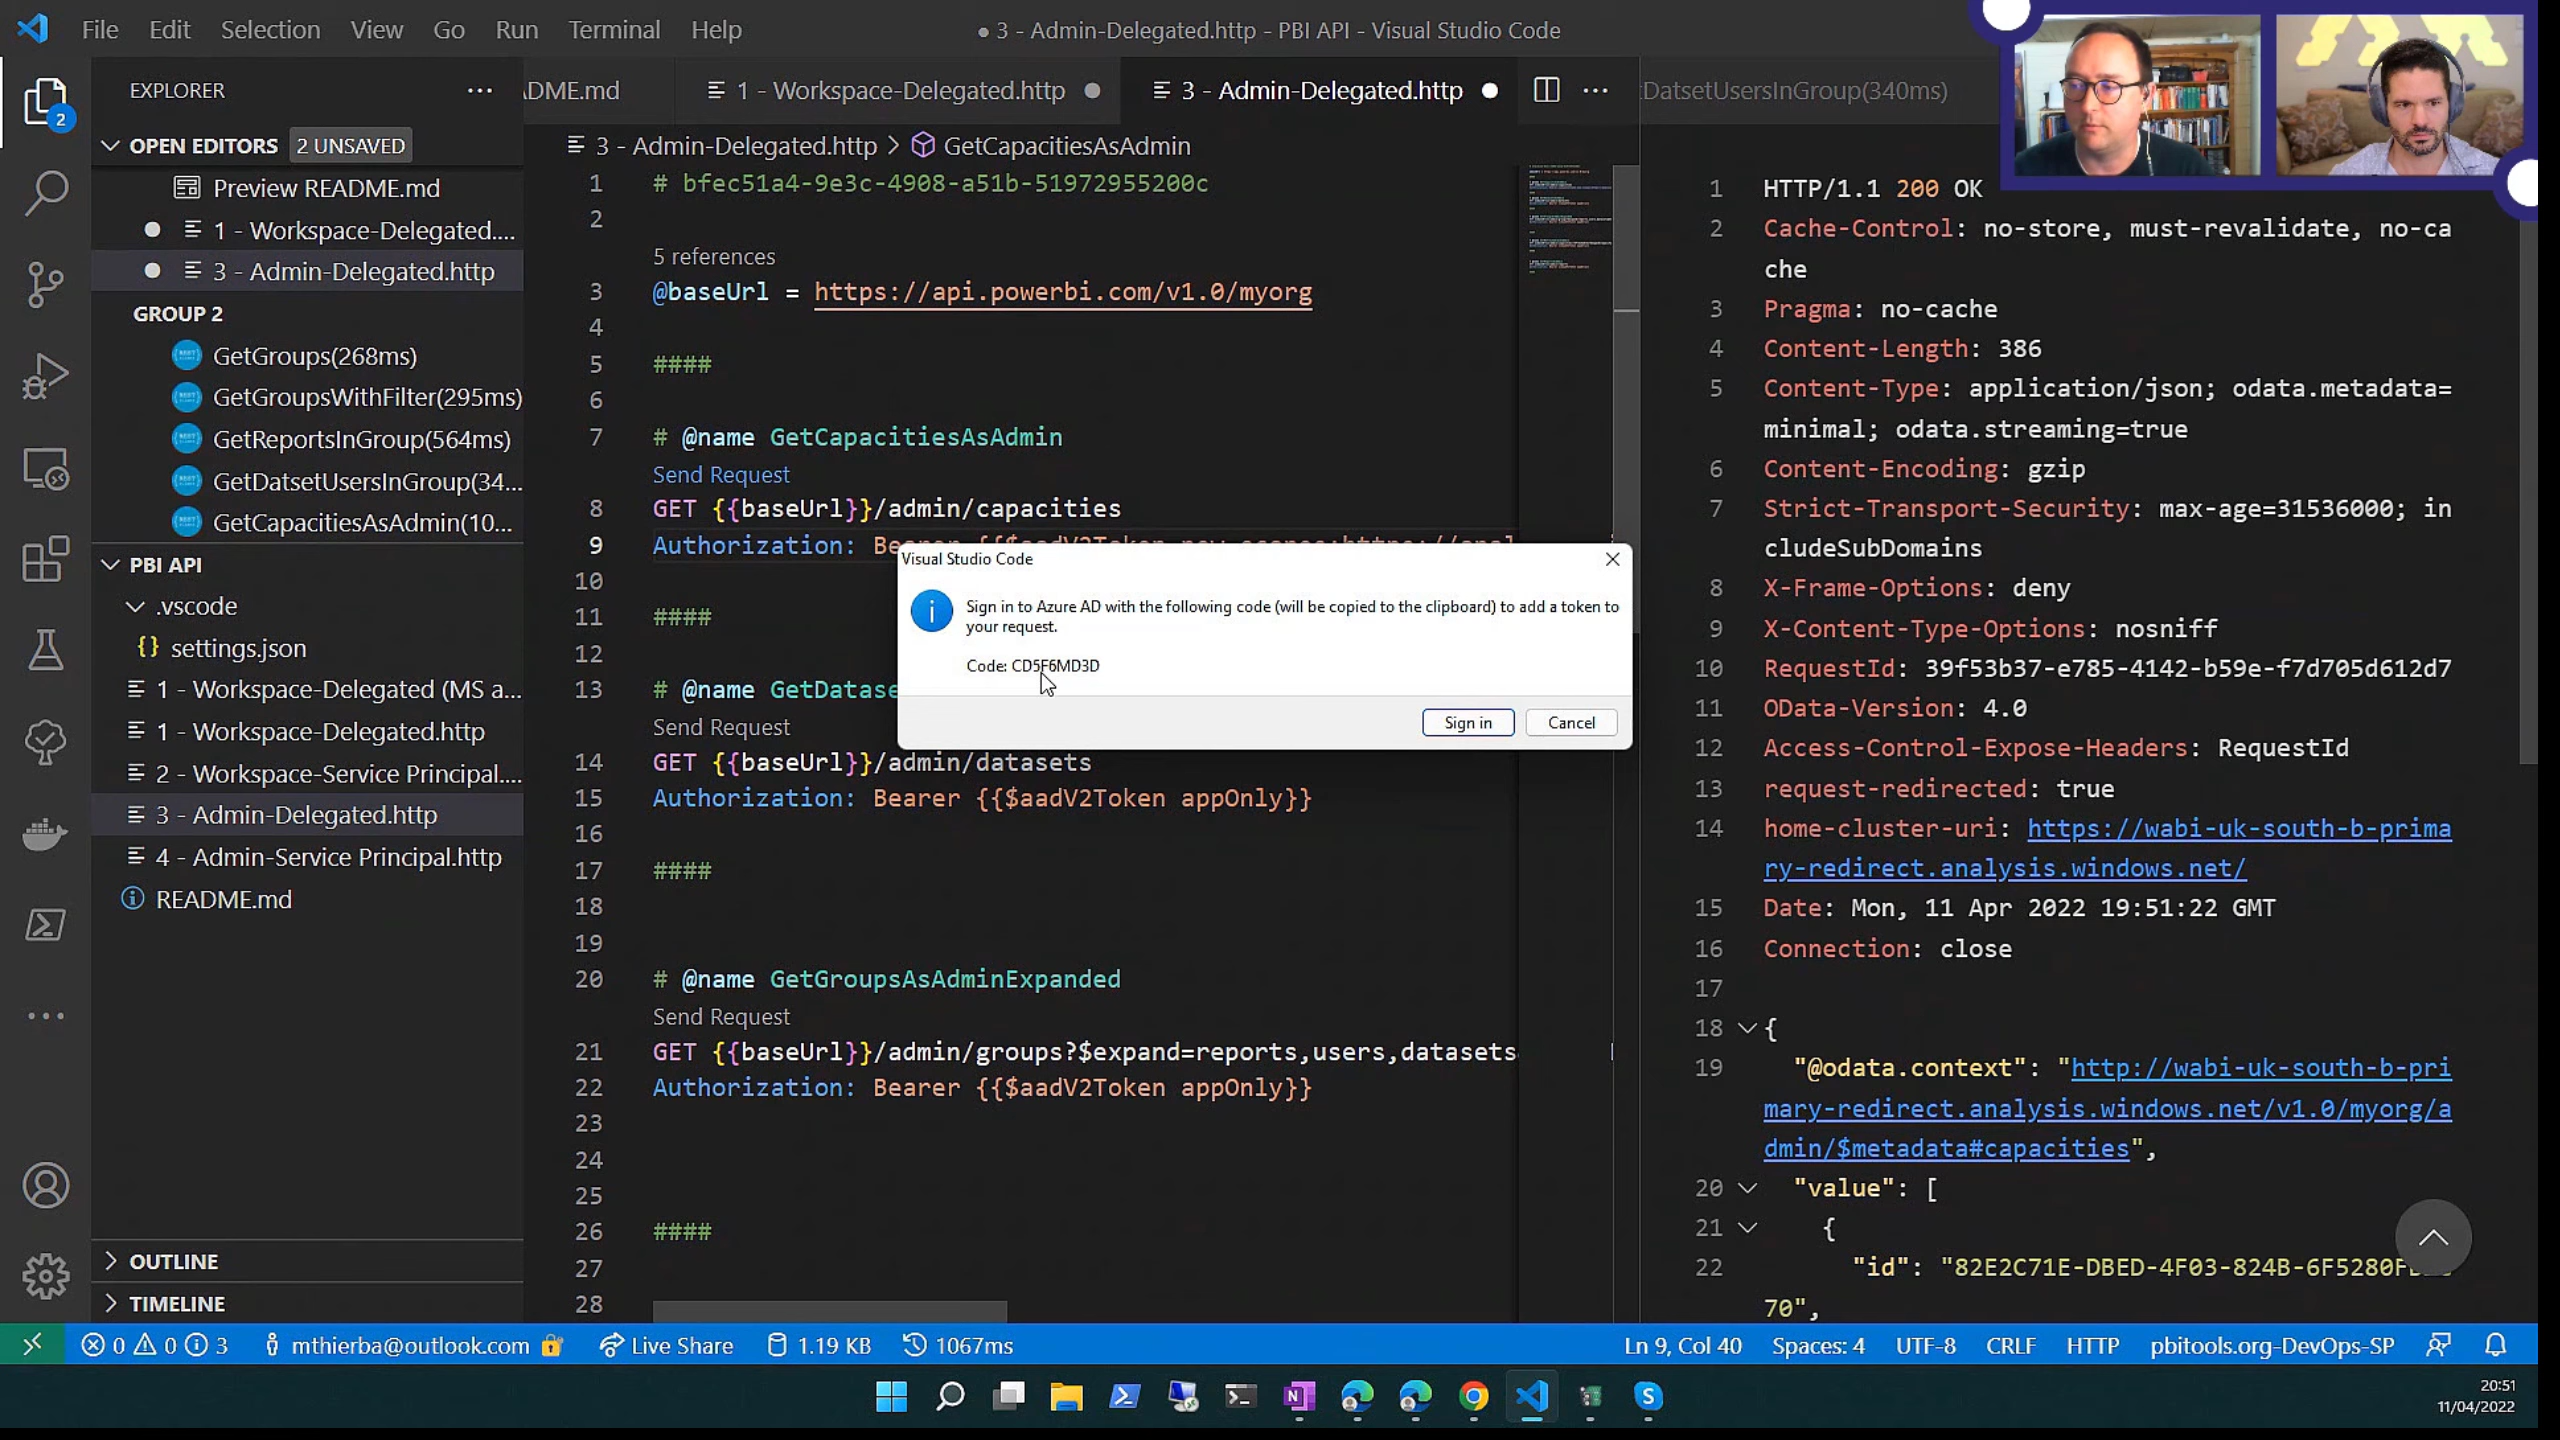 File Edit Selection View Go Run Terminal Help
3 - Admin-Delegated.http - PBI API - Visual Studio Code
EXPLORER
OPEN EDITORS 2 UNSAVED
Preview README.md
1 - Workspace-Delegated....
3 - Admin-Delegated.http
GROUP 2
GetGroups(268ms)
GetGroupsWithFilter(295ms)
GetReportsInGroup(564ms)
GetDatsetUsersInGroup(34...
GetCapacitiesAsAdmin(10...
PBI API
.vscode
{} settings.json
1 - Workspace-Delegated (MS a...
1 - Workspace-Delegated.http
2 - Workspace-Service Principal....
3 - Admin-Delegated.http
4 - Admin-Service Principal.http
README.md
OUTLINE
TIMELINE
2
DME.md
1 - Workspace-Delegated.http
3 - Admin-Delegated.http
DatsetUsersInGroup(340ms)
3 - Admin-Delegated.http > GetCapacitiesAsAdmin
1 # bfec51a4-9e3c-4908-a51b-51972955200c
2
5 references
3 @baseUrl = https://api.powerbi.com/v1.0/myorg
4
5 ####
6
7 # @name GetCapacitiesAsAdmin
Send Request
8 GET {{baseUrl}}/admin/capacities
9 Authorization:
10
11 ####
12
13 # @name
Send Request
14 GET {{baseUrl}}/admin/datasets
15 Authorization: Bearer {{$aadV2Token appOnly}}
16
17 ####
18
19
20 # @name GetGroupsAsAdminExpanded
Send Request
21 GET {{baseUrl}}/admin/groups?$expand=reports,users,datasets
22 Authorization: Bearer {{$aadV2Token appOnly}}
23
24
25
26 ####
27
28
Visual Studio Code
Sign in to Azure AD with the following code (will be copied to the clipboard) to add a token to
your request.
Code: CD5F6MD3D
Sign in Cancel
1 HTTP/1.1 200 OK
2 Cache-Control: no-store, must-revalidate, no-ca
che
3 Pragma: no-cache
4 Content-Length: 386
5 Content-Type: application/json; odata.metadata=
minimal; odata.streaming=true
6 Content-Encoding: gzip
7 Strict-Transport-Security: max-age=31536000; in
cludeSubDomains
8 X-Frame-Options: deny
9 X-Content-Type-Options: nosniff
10 RequestId: 39f53b37-e785-4142-b59e-f7d705d612d7
11 OData-Version: 4.0
12 Access-Control-Expose-Headers: RequestId
13 request-redirected: true
14 home-cluster-uri: https://wabi-uk-south-b-prima
ry-redirect.analysis.windows.net/
15 Date: Mon, 11 Apr 2022 19:51:22 GMT
16 Connection: close
17
18 {
19 "@odata.context": "http://wabi-uk-south-b-pri
mary-redirect.analysis.windows.net/v1.0/myorg/a
dmin/$metadata#capacities",
20 "value": [
21 {
22 "id": "82E2C71E-DBED-4F03-824B-6F5280F
70",
0 0 3 mthierba@outlook.com Live Share 1.19 KB 1067ms
Ln 9, Col 40 Spaces: 4 UTF-8 CRLF HTTP pbitools.org-DevOps-SP
20:51
11/04/2022